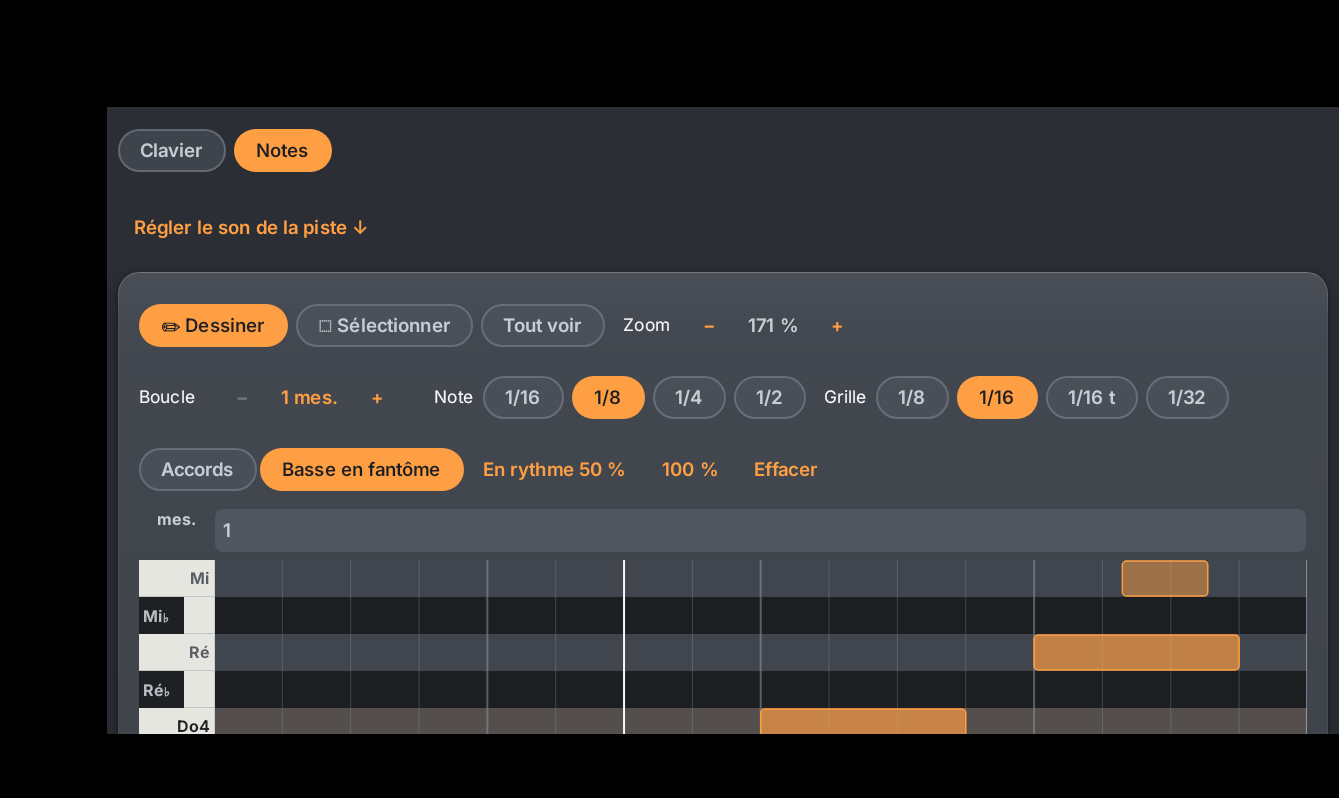 Clavier Notes
Régler le son de la piste ↓
✏ Dessiner ⬚ Sélectionner Tout voir Zoom − 171 % +
Boucle − 1 mes. + Note 1/16 1/8 1/4 1/2 Grille 1/8 1/16 1/16 t 1/32
Accords Basse en fantôme En rythme 50 % 100 % Effacer
mes. 1
Mi
Mi♭
Ré
Ré♭
Do4